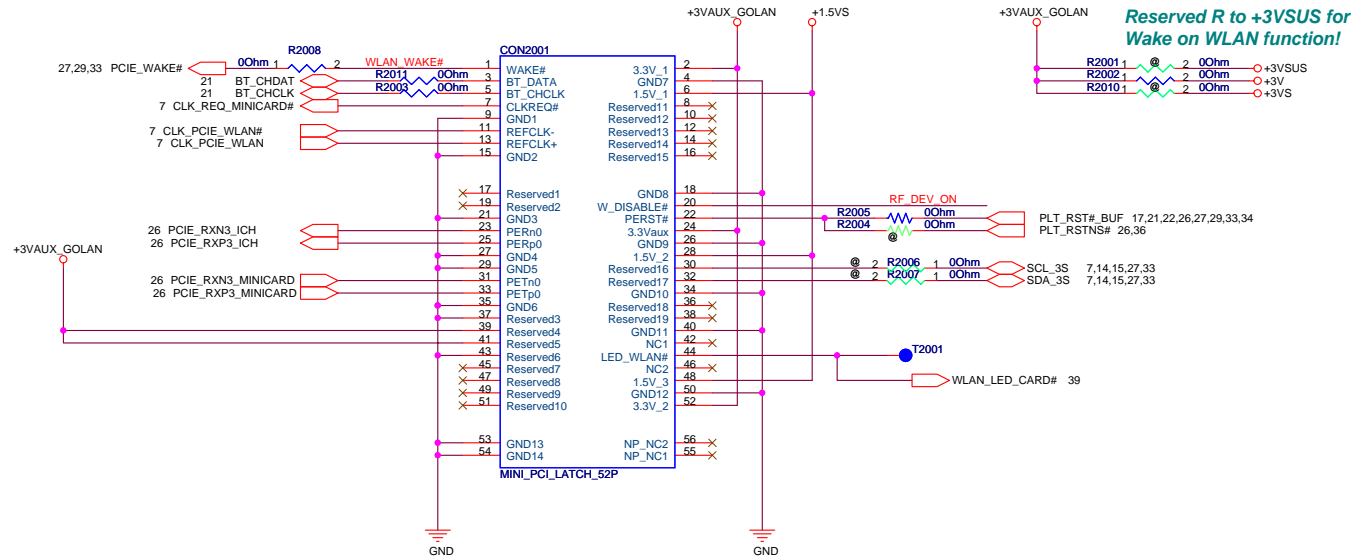 +3VAUX_GOLAN +1.5VS +3VAUX_GOLAN
Reserved R to +3VSUS for
Wake on WLAN function!
R2001 1 @ 2 0Ohm +3VSUS
R2002 1 2 0Ohm +3V
R2010 1 @ 2 0Ohm +3VS
CON2001
27,29,33 PCIE_WAKE# 0Ohm 1 R2008 2 WLAN_WAKE# 1 WAKE# 3.3V_1 2
21 BT_CHDAT R2011 0Ohm 3 BT_DATA GND7 4
21 BT_CHCLK R2003 0Ohm 5 BT_CHCLK 1.5V_1 6
7 CLK_REQ_MINICARD# 7 CLKREQ# Reserved11 8
9 GND1 Reserved12 10
7 CLK_PCIE_WLAN# 11 REFCLK- Reserved13 12
7 CLK_PCIE_WLAN 13 REFCLK+ Reserved14 14
15 GND2 Reserved15 16
17 Reserved1 GND8 18
19 Reserved2 W_DISABLE# 20 RF_DEV_ON
21 GND3 PERST# 22 R2005 0Ohm PLT_RST#_BUF 17,21,22,26,27,29,33,34
26 PCIE_RXN3_ICH 23 PERn0 3.3Vaux 24 R2004 0Ohm @ PLT_RSTNS# 26,36
26 PCIE_RXP3_ICH 25 PERp0 GND9 26
+3VAUX_GOLAN 27 GND4 1.5V_2 28
29 GND5 Reserved16 30 @ 2 R2006 1 0Ohm SCL_3S 7,14,15,27,33
26 PCIE_RXN3_MINICARD 31 PETn0 Reserved17 32 @ 2 R2007 1 0Ohm SDA_3S 7,14,15,27,33
26 PCIE_RXP3_MINICARD 33 PETp0 GND10 34
35 GND6 Reserved18 36
37 Reserved3 Reserved19 38
39 Reserved4 GND11 40
41 Reserved5 NC1 42
43 Reserved6 LED_WLAN# 44 T2001
45 Reserved7 NC2 46
47 Reserved8 1.5V_3 48 WLAN_LED_CARD# 39
49 Reserved9 GND12 50
51 Reserved10 3.3V_2 52
53 GND13 NP_NC2 56
54 GND14 NP_NC1 55
MINI_PCI_LATCH_52P
GND GND